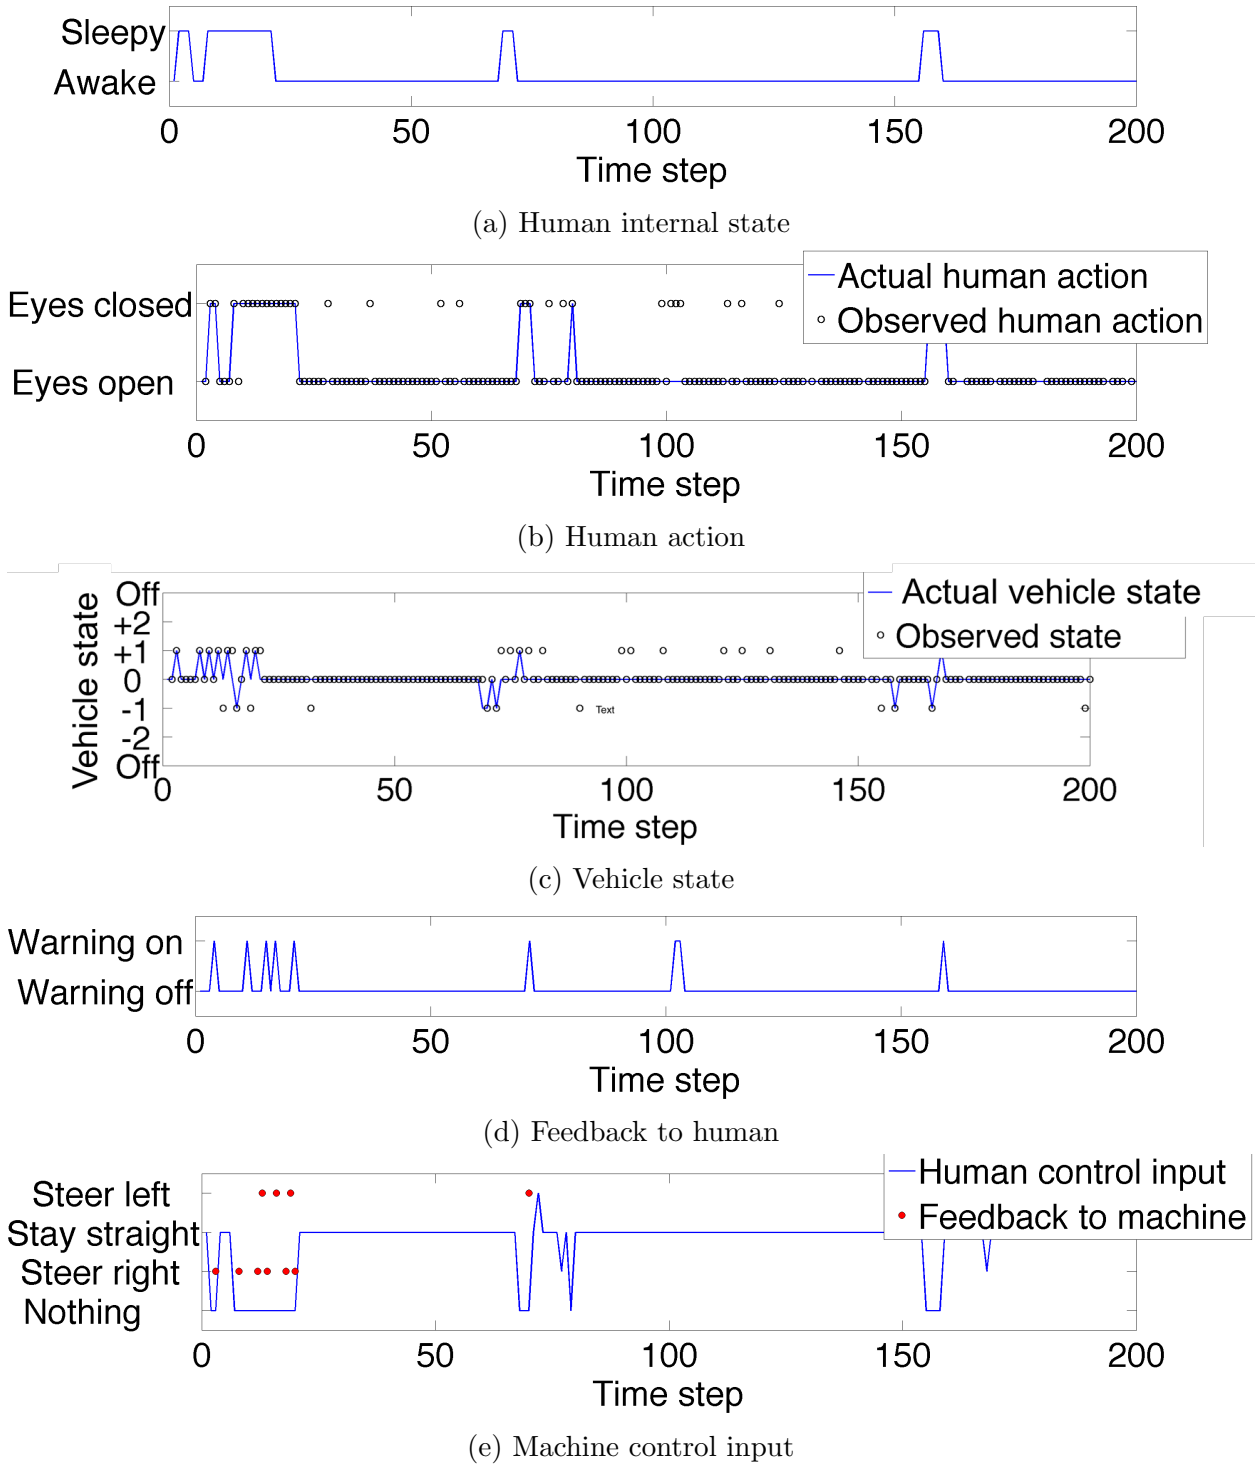 Sleepy
Awake
0 50 100 150 200
Time step
(a) Human internal state
Actual human action
Observed human action
Eyes closed
Eyes open
0 50 100 150 200
Time step
(b) Human action
Actual vehicle state
Observed state
Vehicle state
Off
+2
+1
0
-1
Text
-2
Off
0 50 100 150 200
Time step
(c) Vehicle state
Warning on
Warning off
0 50 100 150 200
Time step
(d) Feedback to human
Human control input
Feedback to machine
Steer left
Stay straight
Steer right
Nothing
0 50 100 150 200
Time step
(e) Machine control input